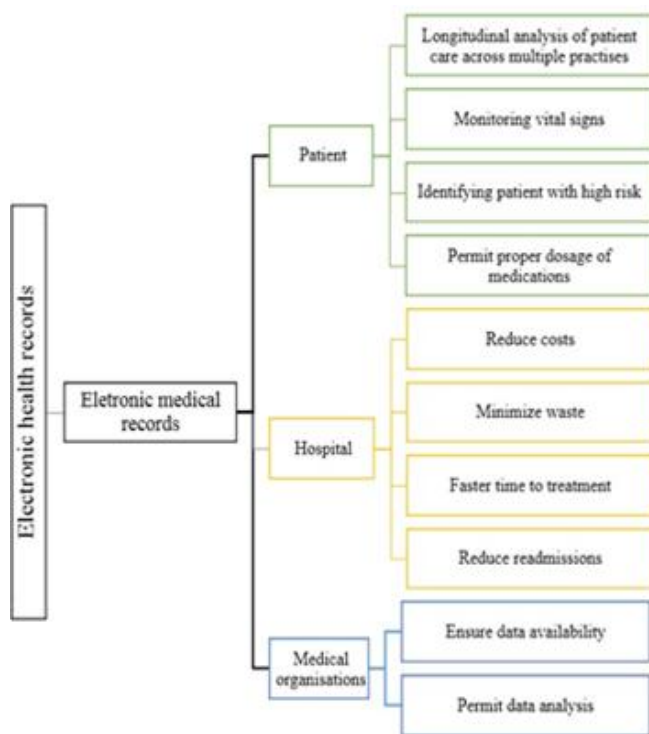 Electronic health records
Eletronic medical
records
Patient
Longitudinal analysis of patient
care across multiple practises
Monitoring vital signs
Identifying patient with high risk
Permit proper dosage of
medications
Hospital
Reduce costs
Minimize waste
Faster time to treatment
Reduce readmissions
Medical
organisations
Ensure data availability
Permit data analysis